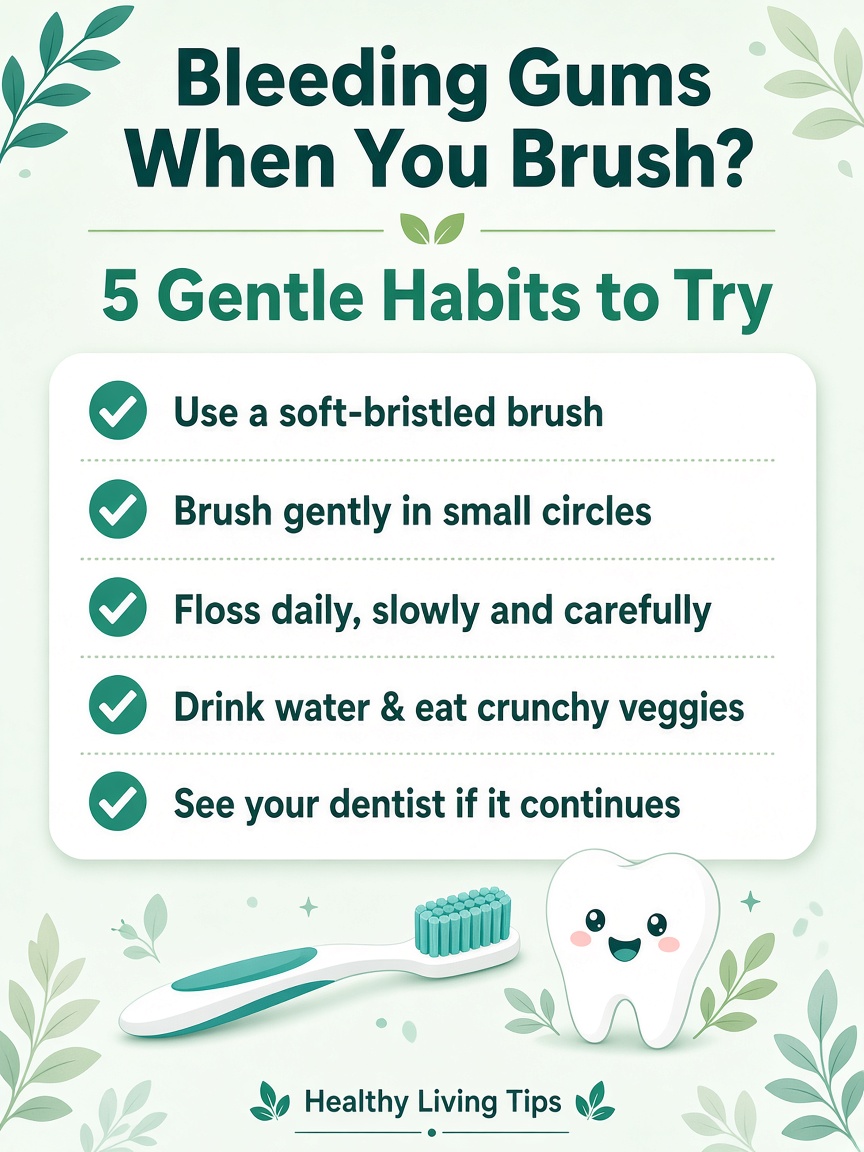 Bleeding Gums
When You Brush?
5 Gentle Habits to Try
Use a soft-bristled brush
Brush gently in small circles
Floss daily, slowly and carefully
Drink water & eat crunchy veggies
See your dentist if it continues
Healthy Living Tips